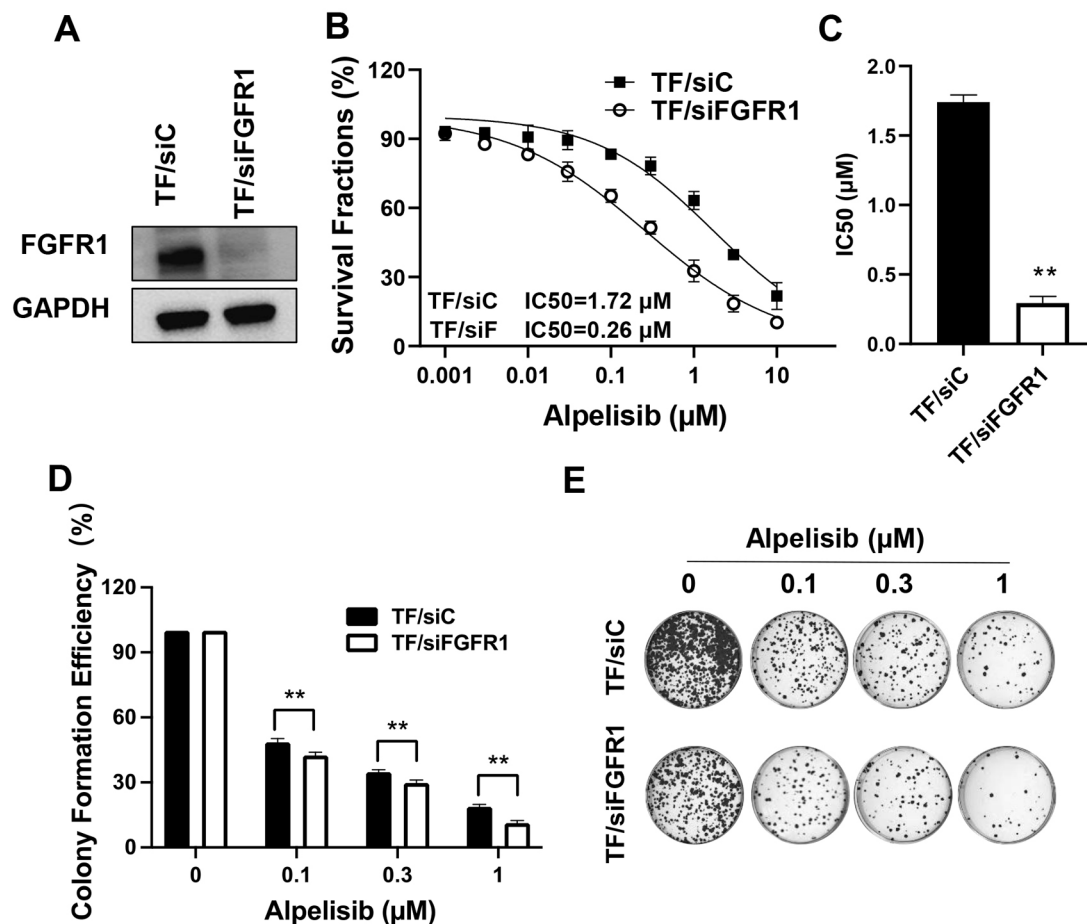 A
TF/siC
TF/siFGFR1
FGFR1
GAPDH
B
Survival Fractions (%)
120
90
60
30
0
TF/siC
TF/siFGFR1
TF/siC IC50=1.72 µM
TF/siF IC50=0.26 µM
0.001 0.01 0.1 1 10
Alpelisib (µM)
C
IC50 (µM)
2.0
1.5
1.0
0.5
0.0
**
TF/siC
TF/siFGFR1
D
Colony Formation Efficiency (%)
120
90
60
30
0
TF/siC
TF/siFGFR1
**
**
**
0 0.1 0.3 1
Alpelisib (µM)
E
Alpelisib (µM)
0 0.1 0.3 1
TF/siC
TF/siFGFR1